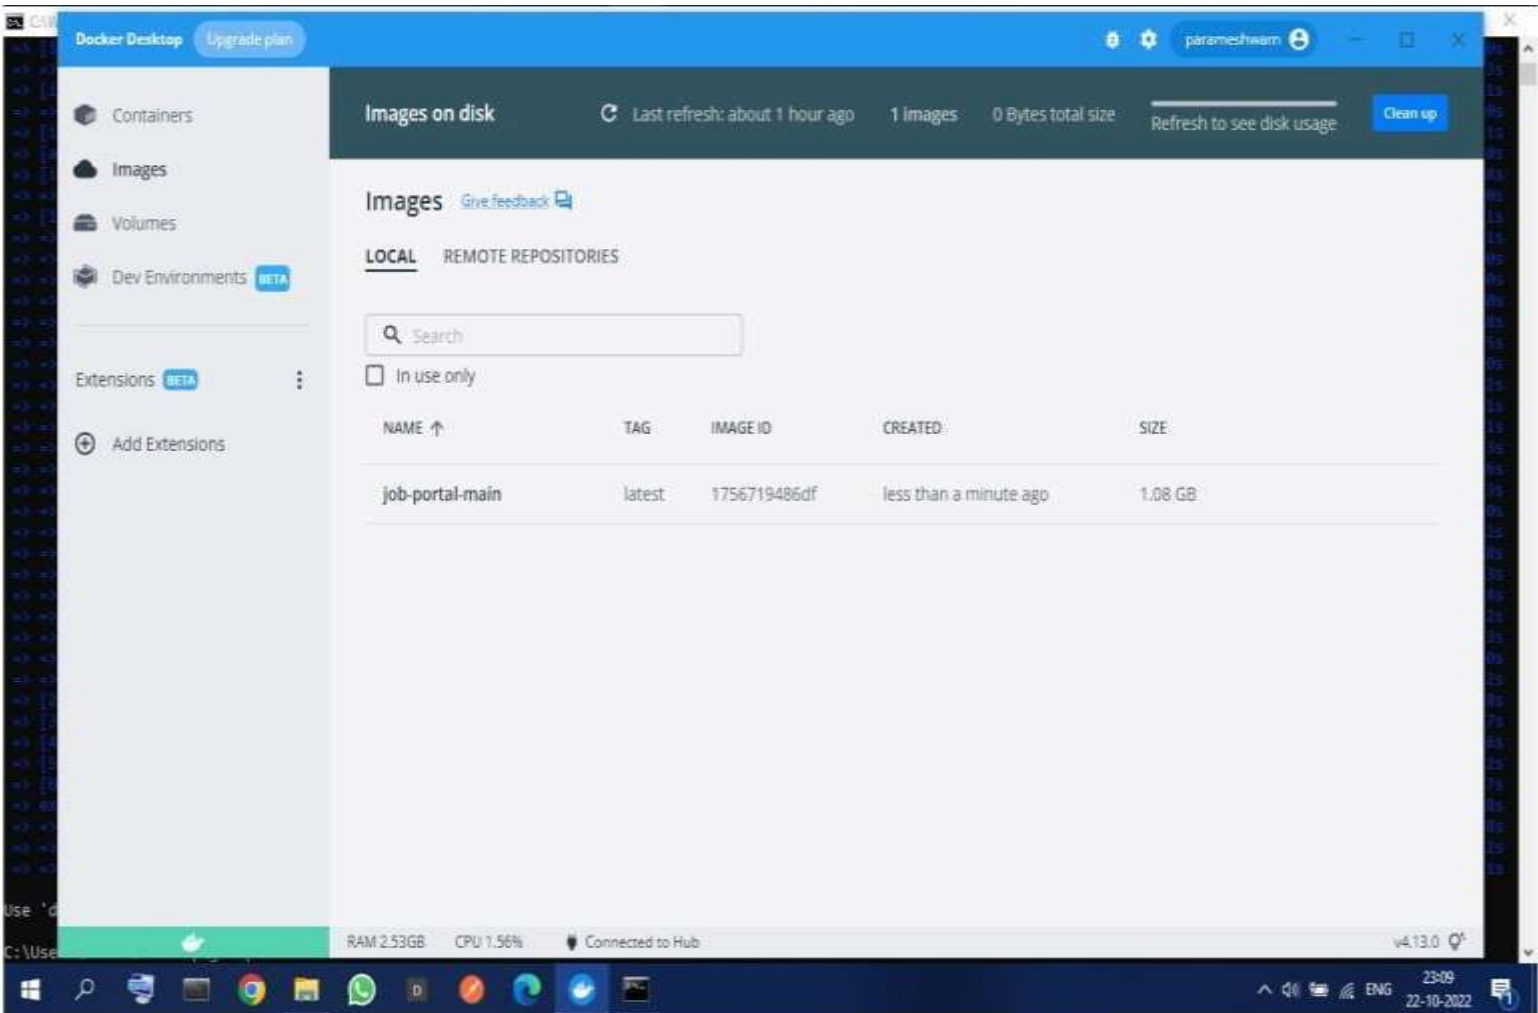 Docker Desktop Upgrade plan
Containers
Images
Volumes
Dev Environments BETA
Extensions BETA
Add Extensions
Images on disk Last refresh: about 1 hour ago 1 images 0 Bytes total size Refresh to see disk usage Clean up
Images Give feedback
LOCAL REMOTE REPOSITORIES
Search
In use only
NAME TAG IMAGE ID CREATED SIZE
job-portal-main latest 1756719486df less than a minute ago 1.08 GB
Use 'd
C:\Use
RAM 2.53GB CPU 1.56% Connected to Hub v4.13.0
ENG
23:09
22-10-2022